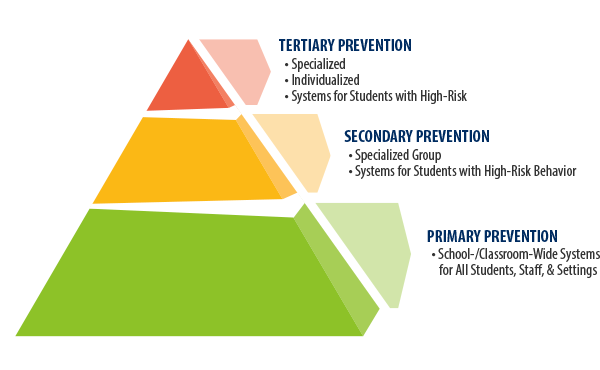 TERTIARY PREVENTION
• Specialized
• Individualized
• Systems for Students with High-Risk
SECONDARY PREVENTION
• Specialized Group
• Systems for Students with High-Risk Behavior
PRIMARY PREVENTION
• School-/Classroom-Wide Systems
for All Students, Staff, & Settings